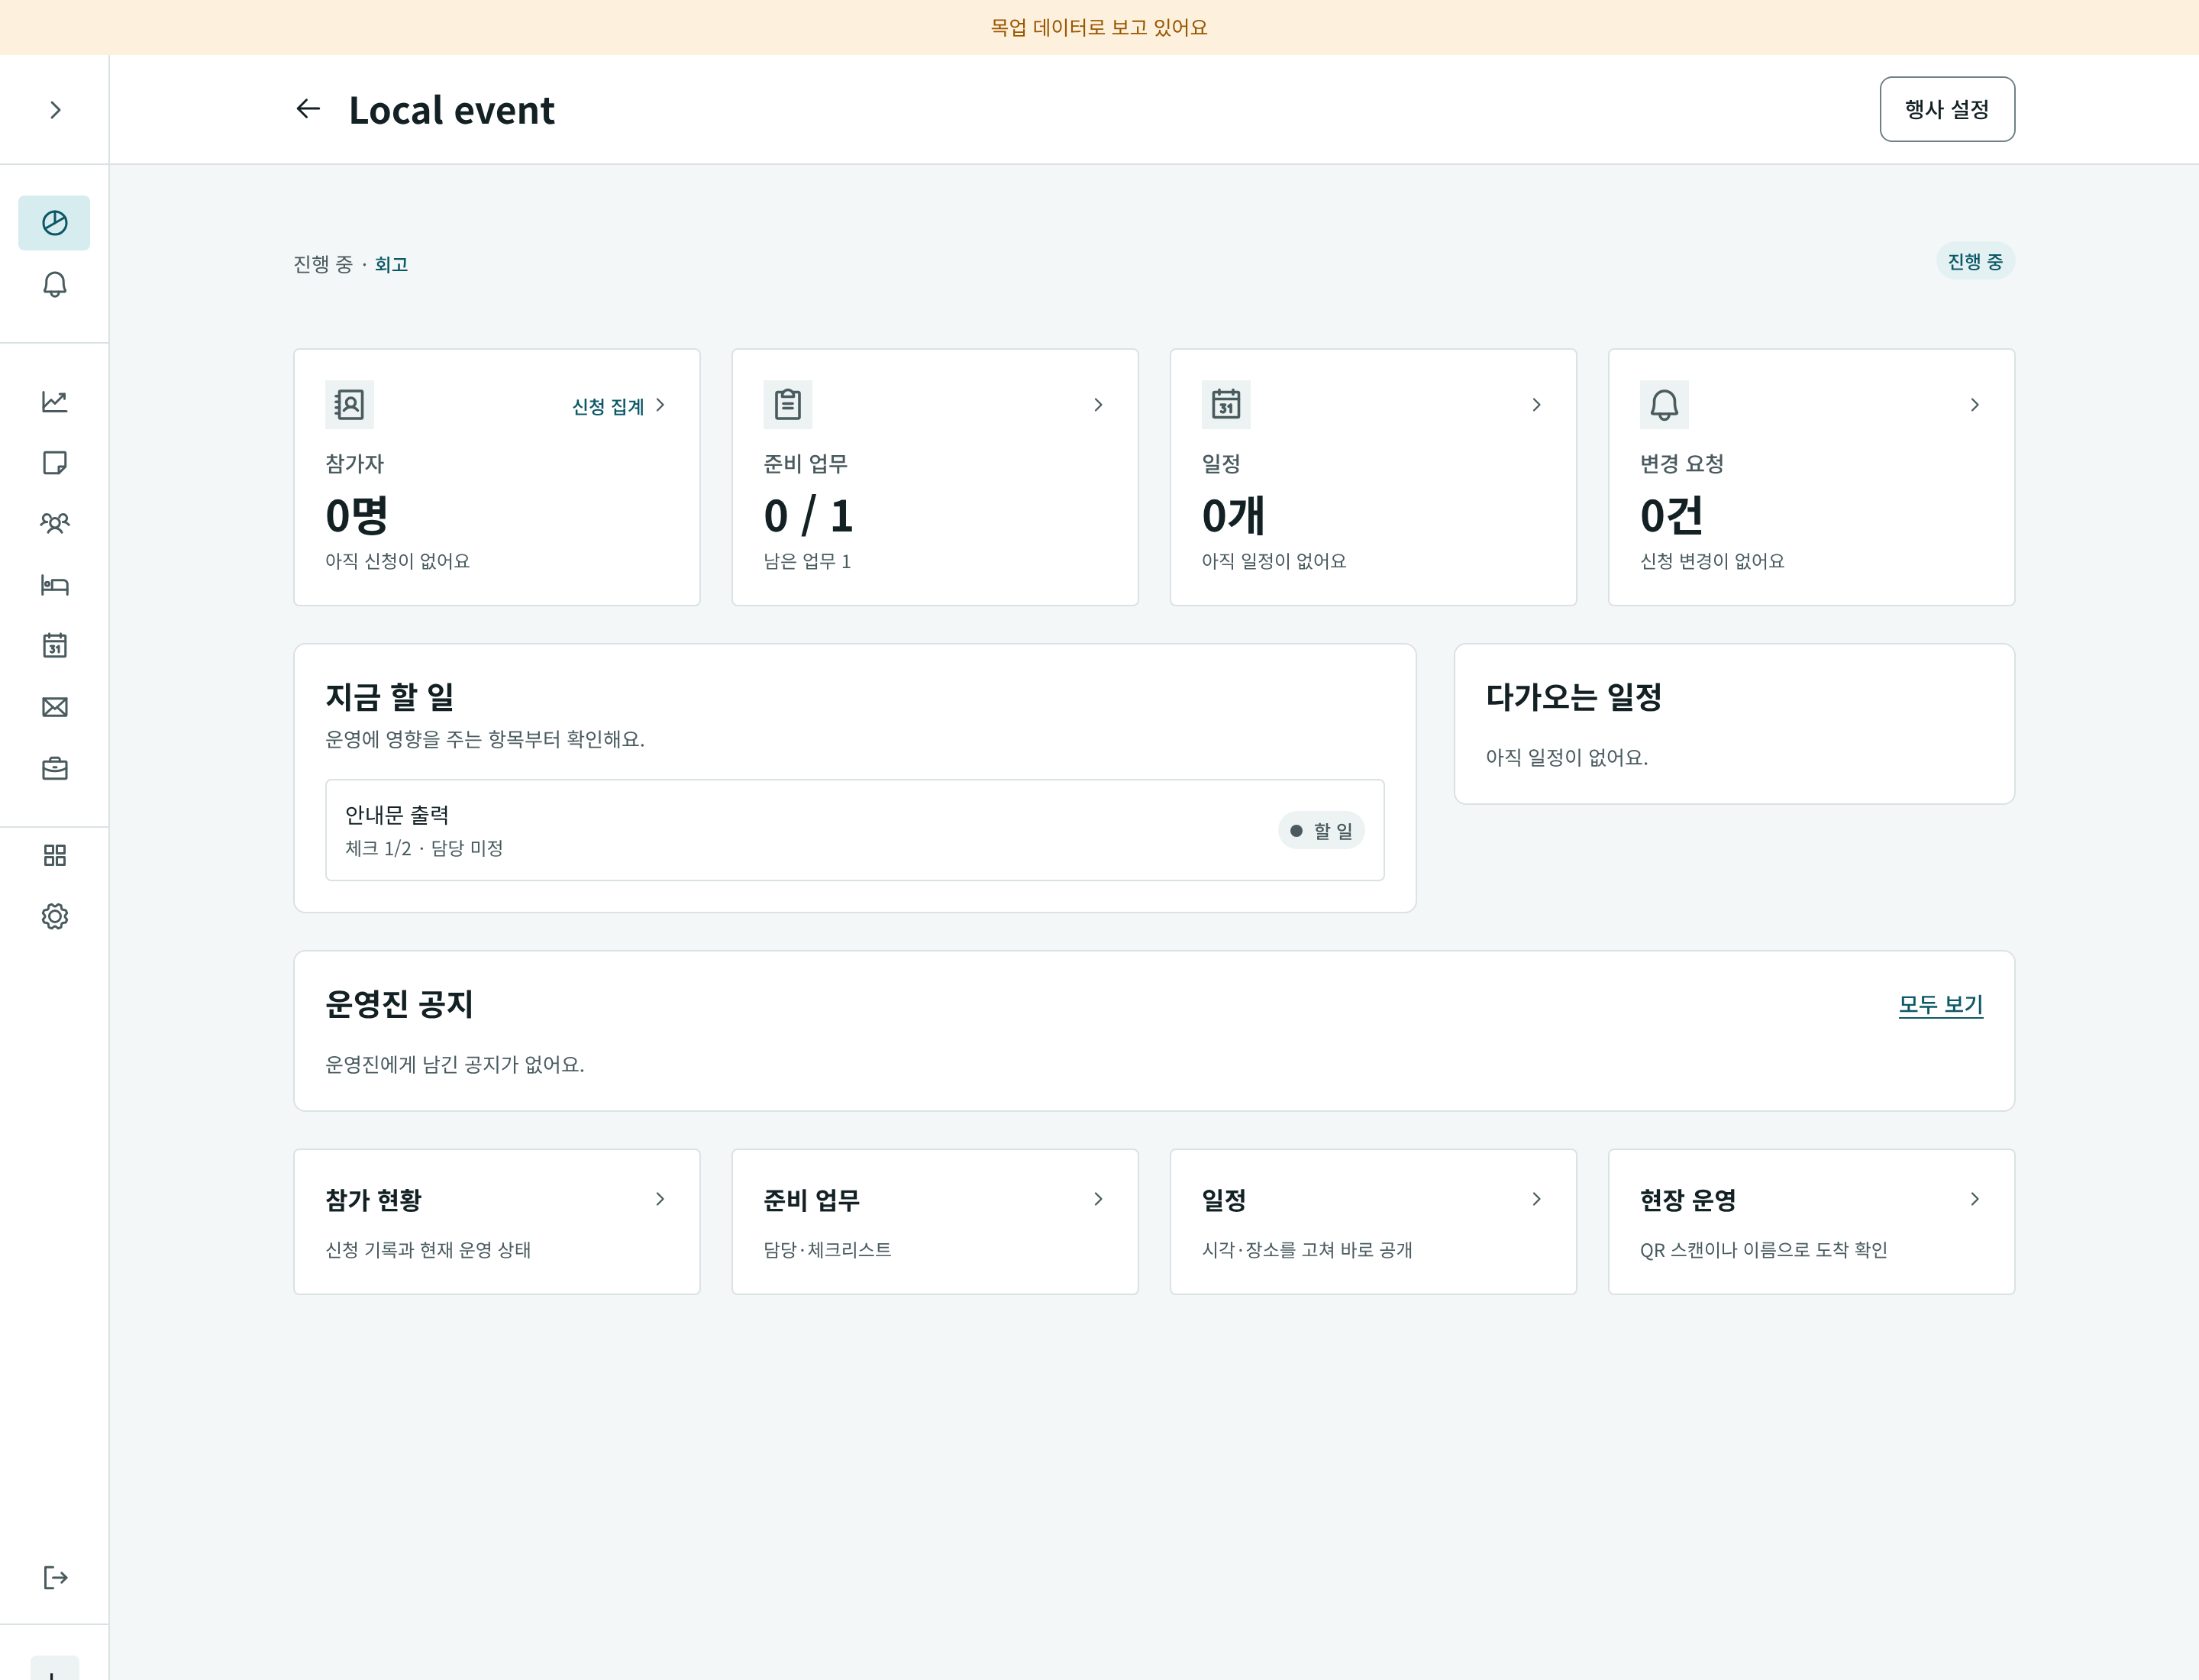 목업 데이터로 보고 있어요
Local event
행사 설정
진행 중 · 회고
진행 중
신청 집계
참가자
0명
아직 신청이 없어요
준비 업무
0 / 1
남은 업무 1
31
일정
0개
아직 일정이 없어요
변경 요청
0건
신청 변경이 없어요
31
지금 할 일
운영에 영향을 주는 항목부터 확인해요.
안내문 출력
체크 1/2 · 담당 미정
할 일
다가오는 일정
아직 일정이 없어요.
운영진 공지
모두 보기
운영진에게 남긴 공지가 없어요.
참가 현황
신청 기록과 현재 운영 상태
준비 업무
담당·체크리스트
일정
시각·장소를 고쳐 바로 공개
현장 운영
QR 스캔이나 이름으로 도착 확인